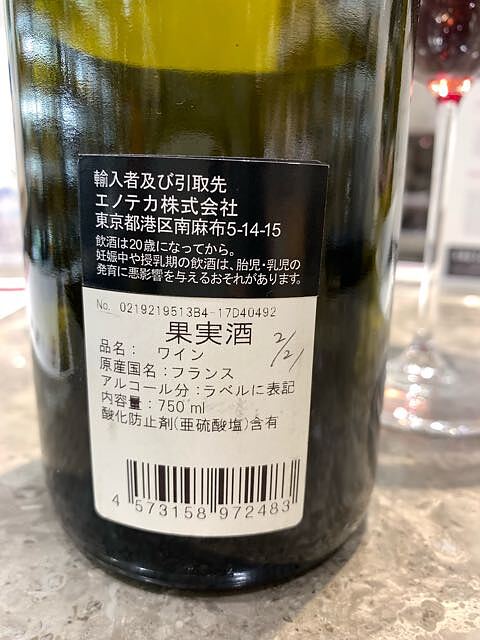 輸入者及び引取先
エノテカ株式会社
東京都港区南麻布5-14-15
飲酒は20歳になってから。
妊娠中や授乳期の飲酒は、胎児・乳児の
発育に悪影響を与えるおそれがあります。
No. 0219219513B4-17D40492
果実酒 2/21
品名： ワイン
原産国名：フランス
アルコール分：ラベルに表記
内容量：750 ml
酸化防止剤(亜硫酸塩)含有
4 573158 972483